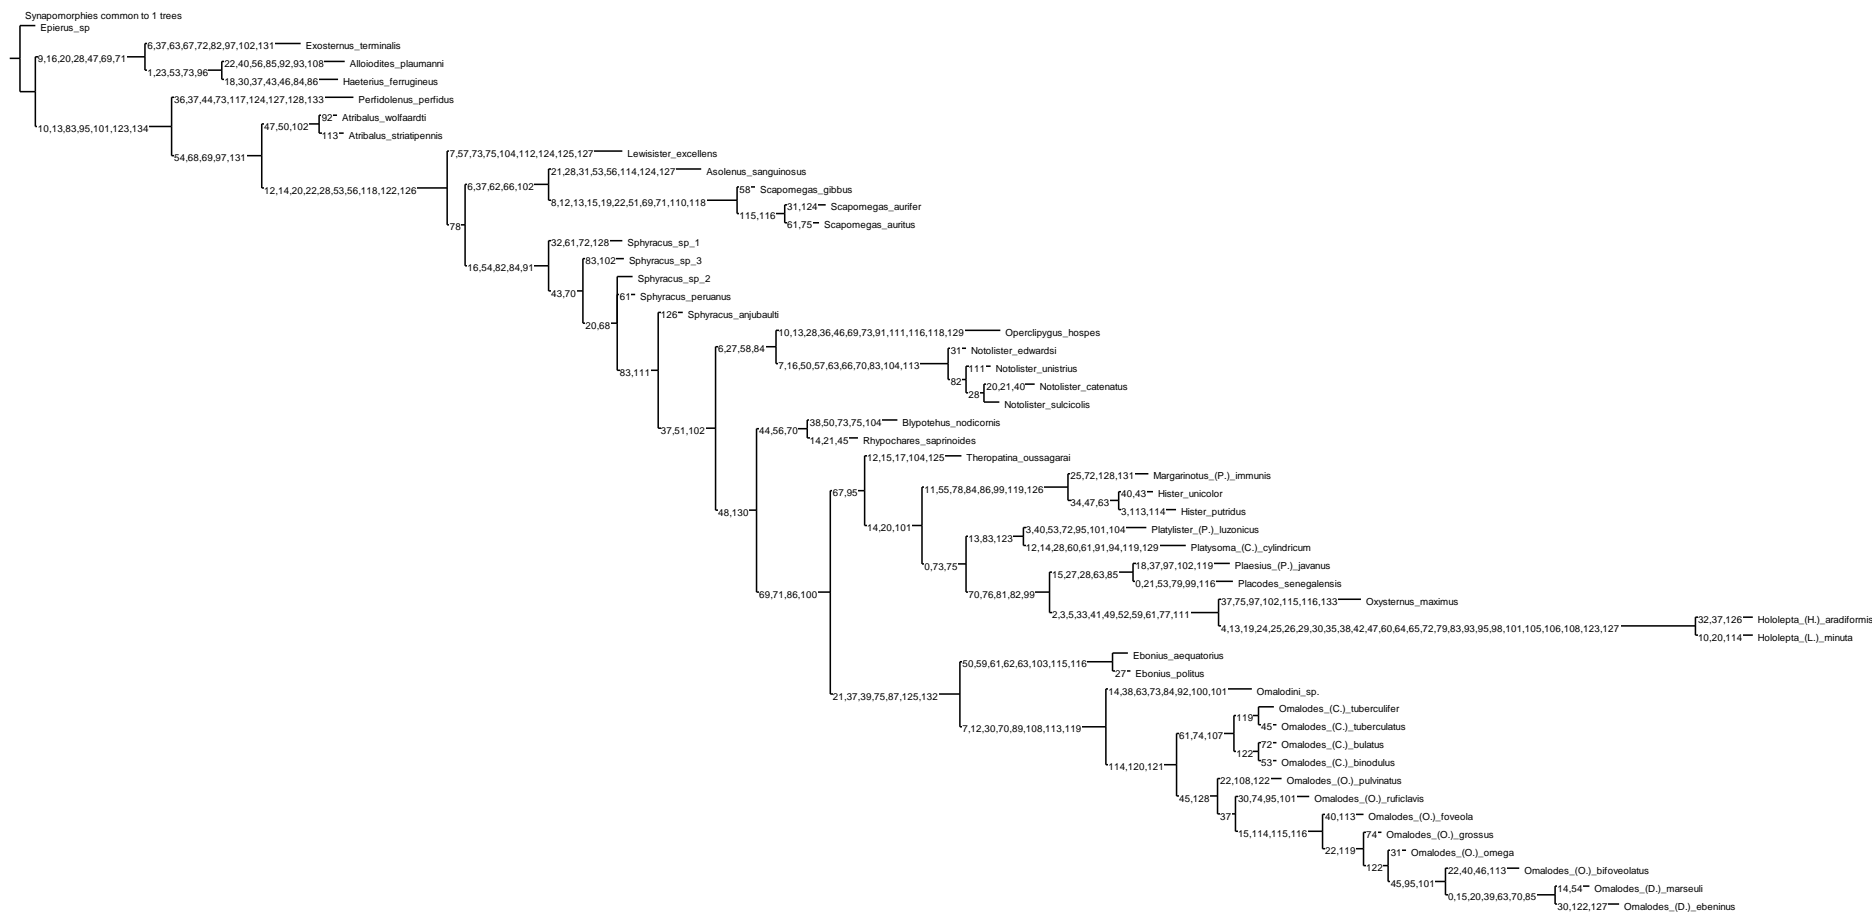 Synapomorphies common to 1 trees
Epierus_sp
6,37,63,67,72,82,97,102,131 Exosternus_terminalis
9,16,20,28,47,69,71
22,40,56,85,92,93,108 Alloiodites_plaumanni
1,23,53,73,96
18,30,37,43,46,84,86 Haeterius_ferrugineus
36,37,44,73,117,124,127,128,133 Perfidolenus_perfidus
92 Atribalus_wolfaardti
10,13,83,95,101,123,134
47,50,102
113 Atribalus_striatipennis
7,57,73,75,104,112,124,125,127 Lewisister_excellens
54,68,69,97,131
21,28,31,53,56,114,124,127 Asolenus_sanguinosus
12,14,20,22,28,53,56,118,122,126
6,37,62,66,102
58 Scapomegas_gibbus
8,12,13,15,19,22,51,69,71,110,118
31,124 Scapomegas_aurifer
115,116
61,75 Scapomegas_auritus
78
32,61,72,128 Sphyracus_sp_1
83,102 Sphyracus_sp_3
16,54,82,84,91
Sphyracus_sp_2
43,70
61 Sphyracus_peruanus
126 Sphyracus_anjubaulti
20,68
10,13,28,36,46,69,73,91,111,116,118,129 Operclipygus_hospes
6,27,58,84
31 Notolister_edwardsi
7,16,50,57,63,66,70,83,104,113
111 Notolister_unistrius
83,111
82
20,21,40 Notolister_catenatus
28
Notolister_sulcicolis
38,50,73,75,104 Blypotehus_nodicornis
37,51,102
44,56,70
14,21,45 Rhypochares_saprinoides
12,15,17,104,125 Theropatina_oussagarai
25,72,128,131 Margarinotus_(P.)_immunis
67,95
11,55,78,84,86,99,119,126
40,43 Hister_unicolor
34,47,63
3,113,114 Hister_putridus
48,130
14,20,101
3,40,53,72,95,101,104 Platylister_(P.)_luzonicus
13,83,123
12,14,28,60,61,91,94,119,129 Platysoma_(C.)_cylindricum
0,73,75
18,37,97,102,119 Plaesius_(P.)_javanus
15,27,28,63,85
0,21,53,79,99,116 Placodes_senegalensis
69,71,86,100
70,76,81,82,99
37,75,97,102,115,116,133 Oxysternus_maximus
2,3,5,33,41,49,52,59,61,77,111
32,37,126 Hololepta_(H.)_aradiformis
4,13,19,24,25,26,29,30,35,38,42,47,60,64,65,72,79,83,93,95,98,101,105,106,108,123,127
10,20,114 Hololepta_(L.)_minuta
Ebonius_aequatorius
50,59,61,62,63,103,115,116
27 Ebonius_politus
21,37,39,75,87,125,132
14,38,63,73,84,92,100,101 Omalodini_sp.
Omalodes_(C.)_tuberculifer
119
7,12,30,70,89,108,113,119
45 Omalodes_(C.)_tuberculatus
61,74,107
72 Omalodes_(C.)_bulatus
122
53 Omalodes_(C.)_binodulus
114,120,121
22,108,122 Omalodes_(O.)_pulvinatus
45,128
30,74,95,101 Omalodes_(O.)_ruficlavis
37
40,113 Omalodes_(O.)_foveola
15,114,115,116
74 Omalodes_(O.)_grossus
22,119
31 Omalodes_(O.)_omega
122
22,40,46,113 Omalodes_(O.)_bifoveolatus
45,95,101
14,54 Omalodes_(D.)_marseuli
0,15,20,39,63,70,85
30,122,127 Omalodes_(D.)_ebeninus